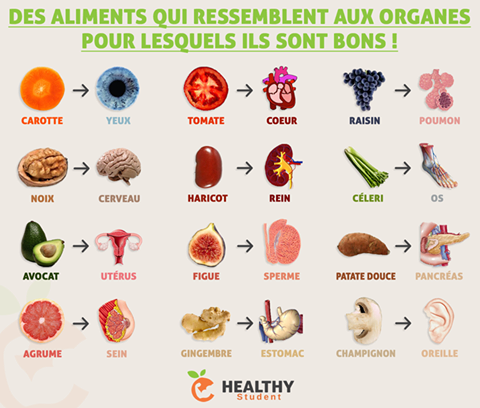 DES ALIMENTS QUI RESSEMBLENT AUX ORGANES
POUR LESQUELS ILS SONT BONS !
CAROTTE YEUX TOMATE COEUR RAISIN POUMON
NOIX CERVEAU HARICOT REIN CÉLERI OS
AVOCAT UTÉRUS FIGUE SPERME PATATE DOUCE PANCRÉAS
AGRUME SEIN GINGEMBRE ESTOMAC CHAMPIGNON OREILLE
HEALTHY
Student